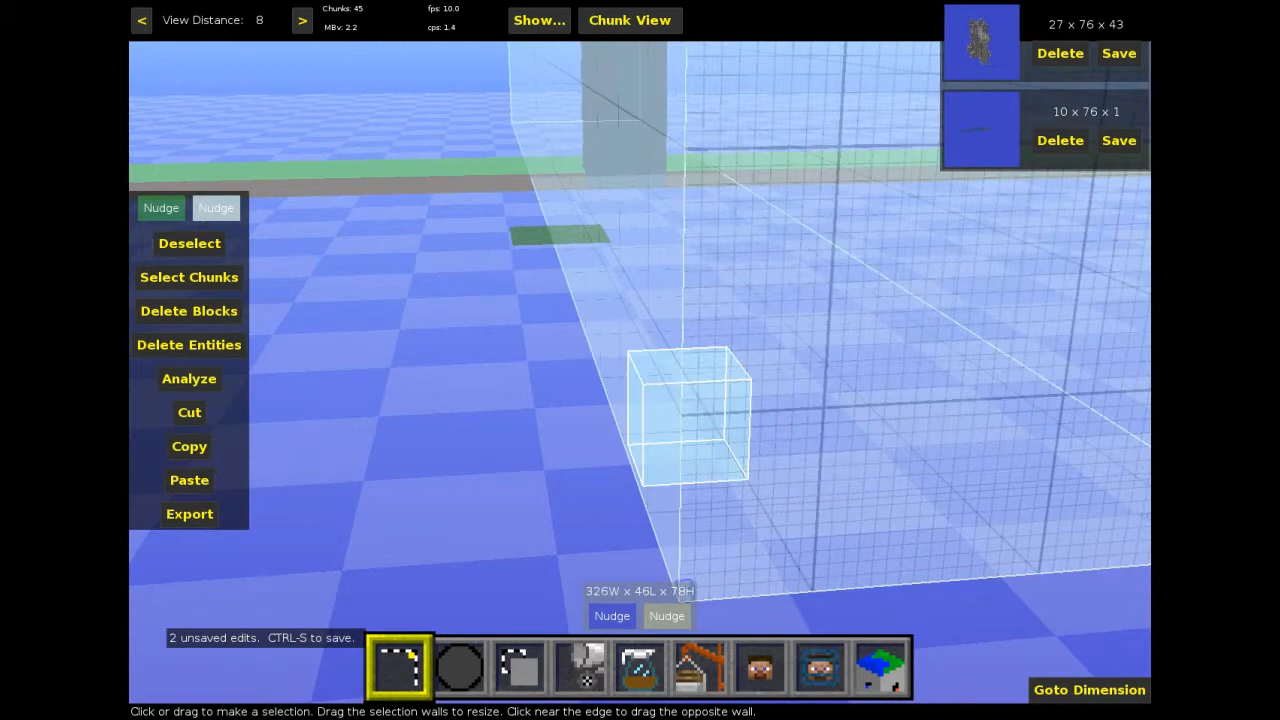 < View Distance: 8 >
Chunks: 45 fps: 10.0
MBv: 2.2 cps: 1.4
Show... Chunk View
27 x 76 x 43
Delete Save
10 x 76 x 1
Delete Save
Nudge Nudge
Deselect
Select Chunks
Delete Blocks
Delete Entities
Analyze
Cut
Copy
Paste
Export
326W x 46L x 78H
Nudge Nudge
2 unsaved edits. CTRL-S to save.
Goto Dimension
Click or drag to make a selection. Drag the selection walls to resize. Click near the edge to drag the opposite wall.